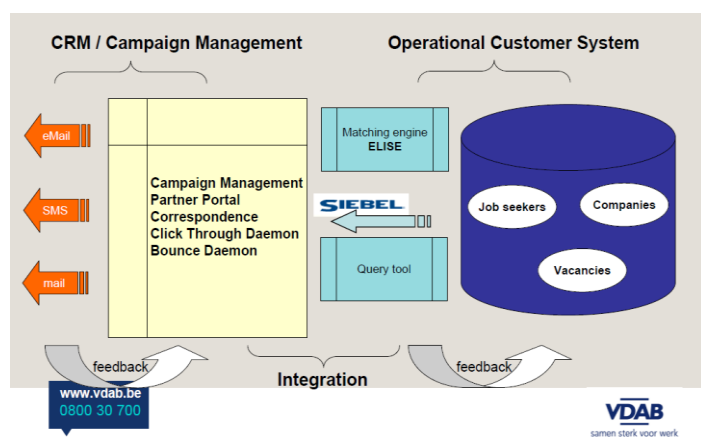 CRM / Campaign Management
Operational Customer System
eMail
SMS
mail
Campaign Management
Partner Portal
Correspondence
Click Through Daemon
Bounce Daemon
Matching engine
ELISE
SIEBEL
Query tool
Job seekers
Companies
Vacancies
feedback
Integration
feedback
www.vdab.be
0800 30 700
VDAB
samen sterk voor werk